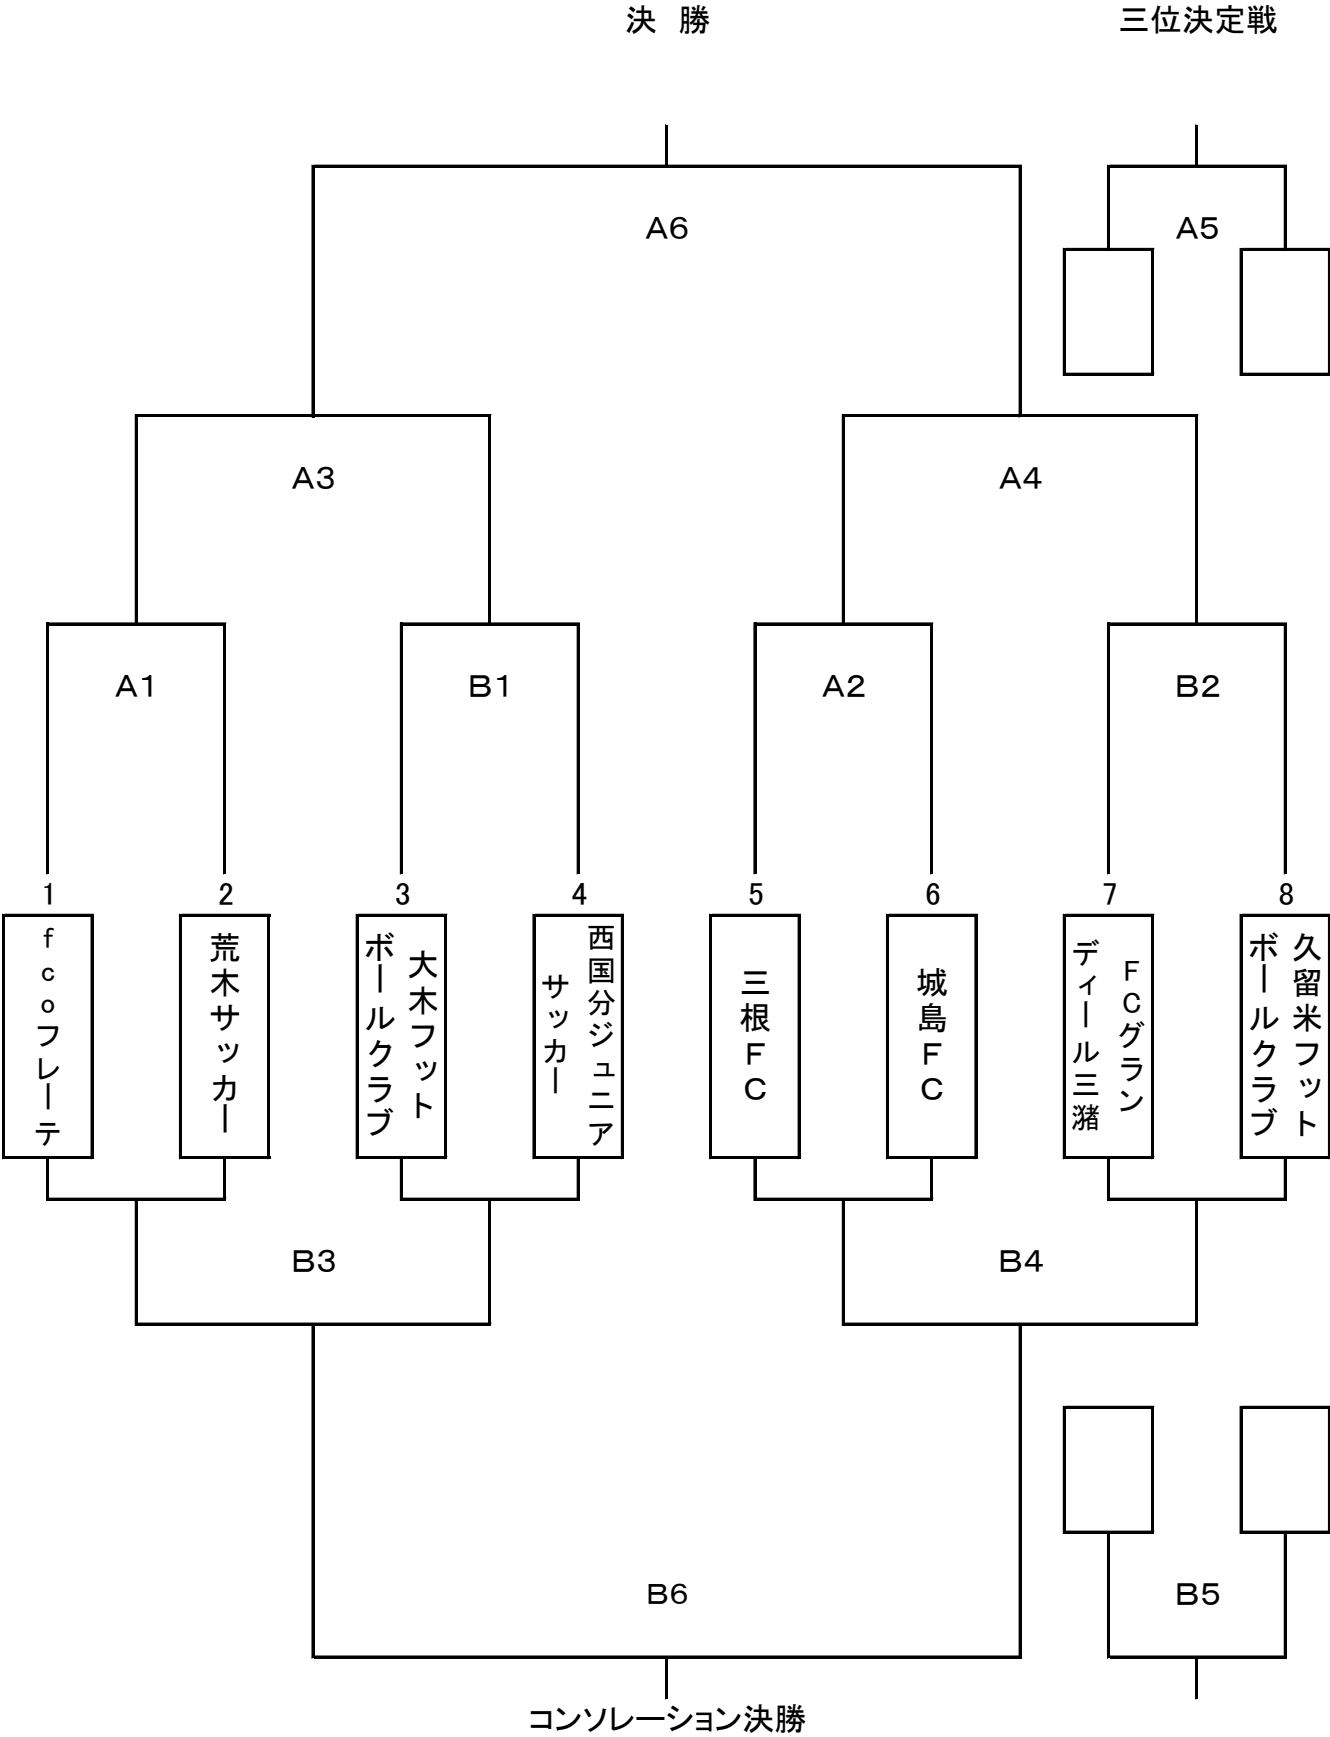 決　勝
三位決定戦
A6
A5
A3
A4
A1
B1
A2
B2
1
2
3
4
5
6
7
8
ｆｃｏフレーテ
荒木サッカー
大木フット
ボールクラブ
西国分ジュニア
サッカー
三根FC
城島FC
FCグラン
ディール三潴
久留米フット
ボールクラブ
B3
B4
B6
B5
コンソレーション決勝